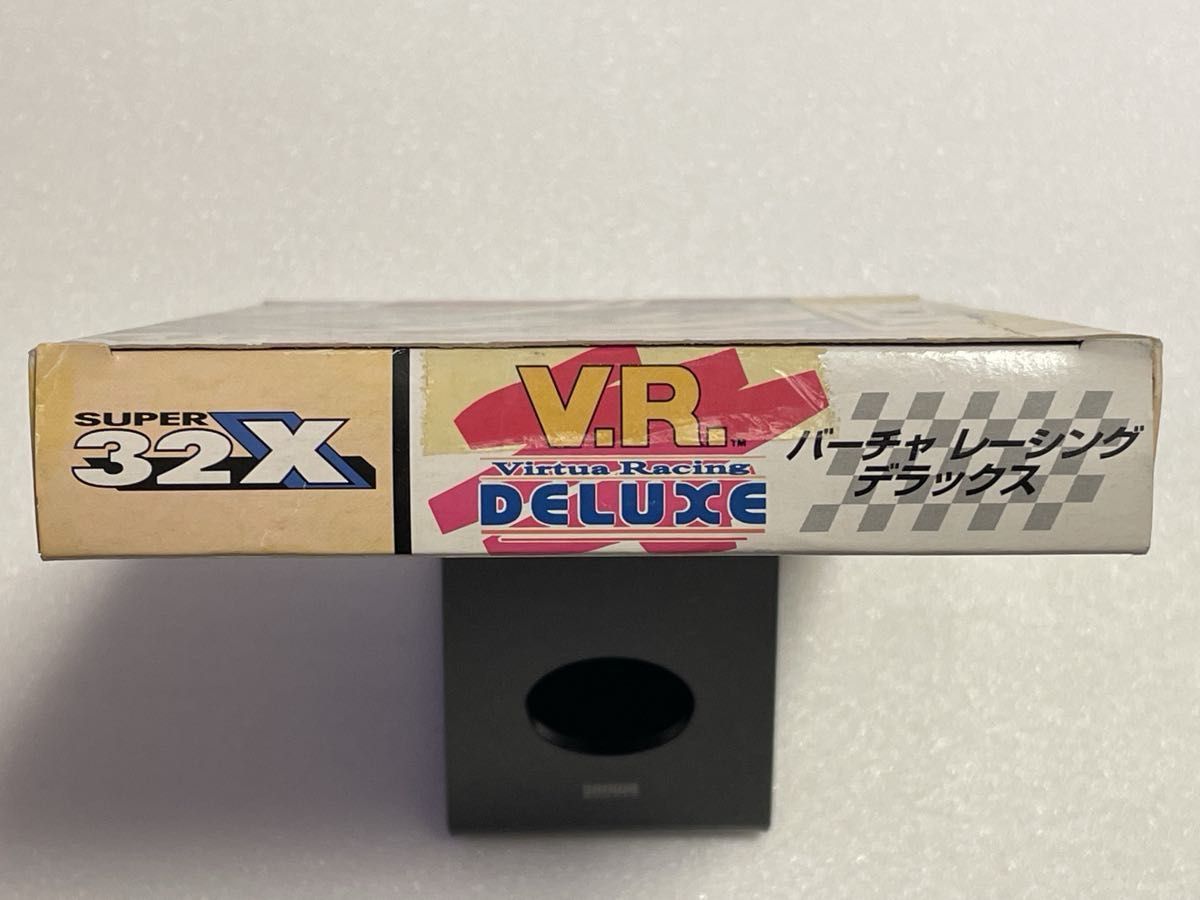 SUPER
32X
V.R.™
Virtua Racing
DELUXE
バーチャ レーシング
デラックス